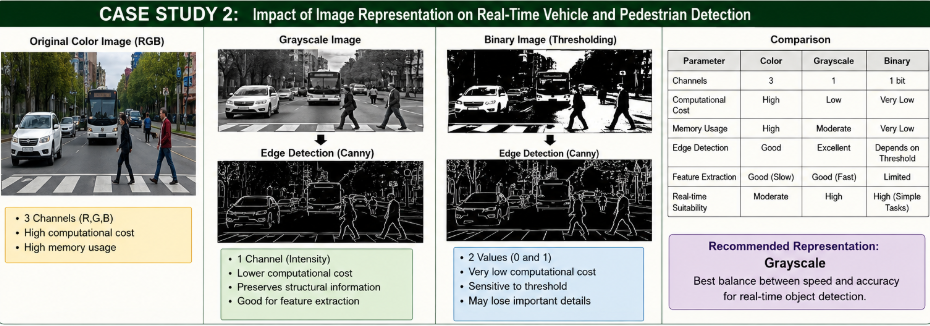 CASE STUDY 2: Impact of Image Representation on Real-Time Vehicle and Pedestrian Detection
Original Color Image (RGB)
• 3 Channels (R,G,B)
• High computational cost
• High memory usage
Grayscale Image
Edge Detection (Canny)
• 1 Channel (Intensity)
• Lower computational cost
• Preserves structural information
• Good for feature extraction
Binary Image (Thresholding)
Edge Detection (Canny)
• 2 Values (0 and 1)
• Very low computational cost
• Sensitive to threshold
• May lose important details
Comparison
Parameter Color Grayscale Binary
Channels 3 1 1 bit
Computational Cost High Low Very Low
Memory Usage High Moderate Very Low
Edge Detection Good Excellent Depends on Threshold
Feature Extraction Good (Slow) Good (Fast) Limited
Real-time Suitability Moderate High High (Simple Tasks)
Recommended Representation:
Grayscale
Best balance between speed and accuracy
for real-time object detection.